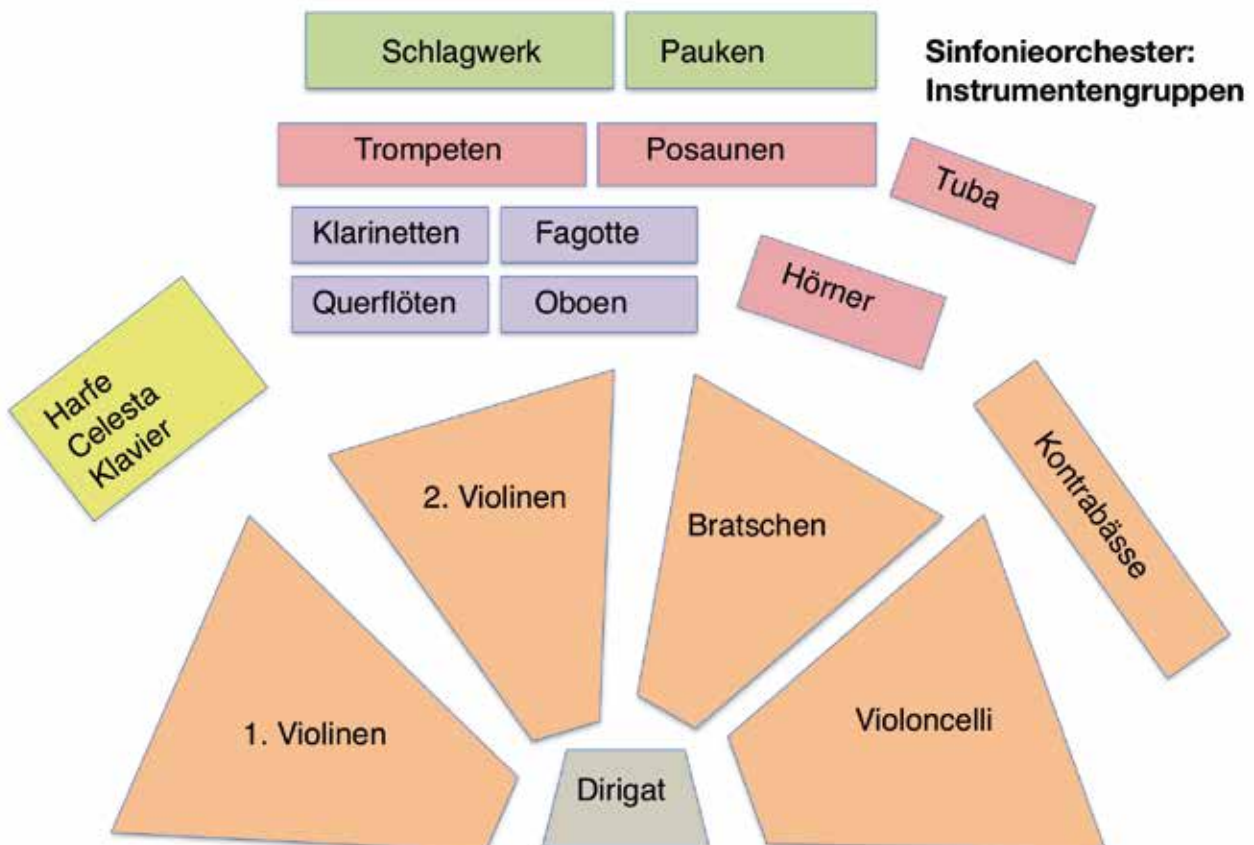 Schlagwerk
Pauken
Sinfonieorchester:
Instrumentengruppen
Trompeten
Posaunen
Tuba
Klarinetten
Fagotte
Hörner
Querflöten
Oboen
Harfe
Celesta
Klavier
2. Violinen
Bratschen
Kontrabässe
1. Violinen
Violoncelli
Dirigat